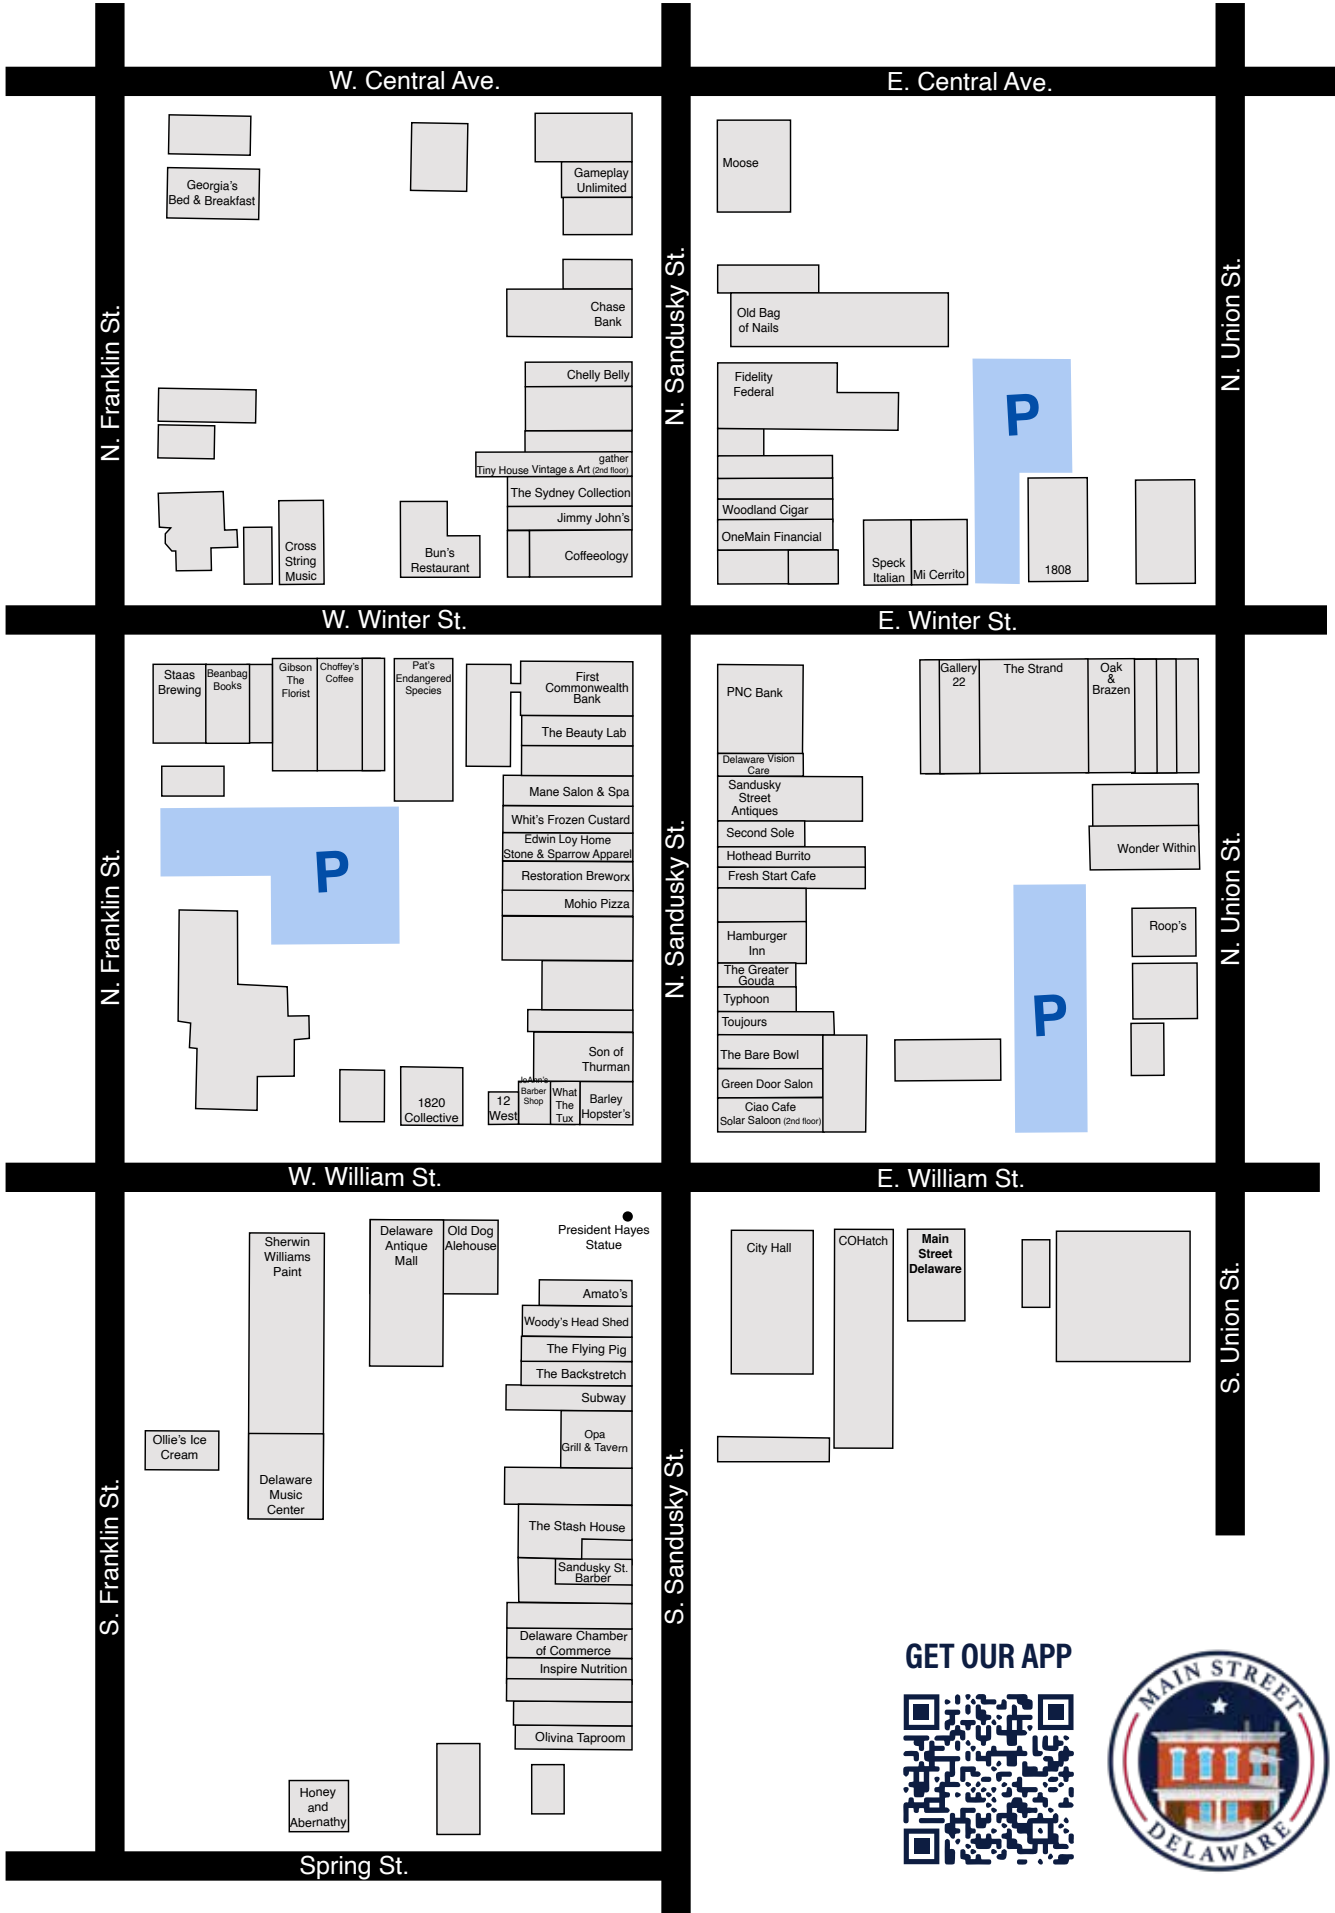 W. Central Ave.
E. Central Ave.
N. Franklin St.
N. Sandusky St.
N. Union St.
Georgia's
Bed & Breakfast
Gameplay
Unlimited
Chase
Bank
Chelly Belly
gather
Tiny House Vintage & Art (2nd floor)
The Sydney Collection
Jimmy John's
Coffeeology
Cross
String
Music
Bun's
Restaurant
Moose
Old Bag
of Nails
Fidelity
Federal
Woodland Cigar
OneMain Financial
Speck
Italian
Mi Cerrito
P
1808
W. Winter St.
E. Winter St.
N. Franklin St.
N. Sandusky St.
N. Union St.
Staas
Brewing
Beanbag
Books
Gibson
The
Florist
Choffey's
Coffee
Pat's
Endangered
Species
First
Commonwealth
Bank
The Beauty Lab
Mane Salon & Spa
Whit's Frozen Custard
Edwin Loy Home
Stone & Sparrow Apparel
Restoration Breworx
Mohio Pizza
Son of
Thurman
P
1820
Collective
12
West
JoAnn's
Barber
Shop
What
The
Tux
Barley
Hopster's
PNC Bank
Delaware Vision
Care
Sandusky
Street
Antiques
Second Sole
Hothead Burrito
Fresh Start Cafe
Hamburger
Inn
The Greater
Gouda
Typhoon
Toujours
The Bare Bowl
Green Door Salon
Ciao Cafe
Solar Saloon (2nd floor)
Gallery
22
The Strand
Oak
&
Brazen
Wonder Within
Roop's
P
W. William St.
E. William St.
S. Franklin St.
S. Sandusky St.
S. Union St.
Sherwin
Williams
Paint
Delaware
Antique
Mall
Old Dog
Alehouse
President Hayes
Statue
Amato's
Woody's Head Shed
The Flying Pig
The Backstretch
Subway
Opa
Grill & Tavern
Ollie's Ice
Cream
Delaware
Music
Center
The Stash House
Sandusky St.
Barber
Delaware Chamber
of Commerce
Inspire Nutrition
Olivina Taproom
Honey
and
Abernathy
City Hall
COHatch
Main
Street
Delaware
Spring St.
GET OUR APP
MAIN STREET
DELAWARE